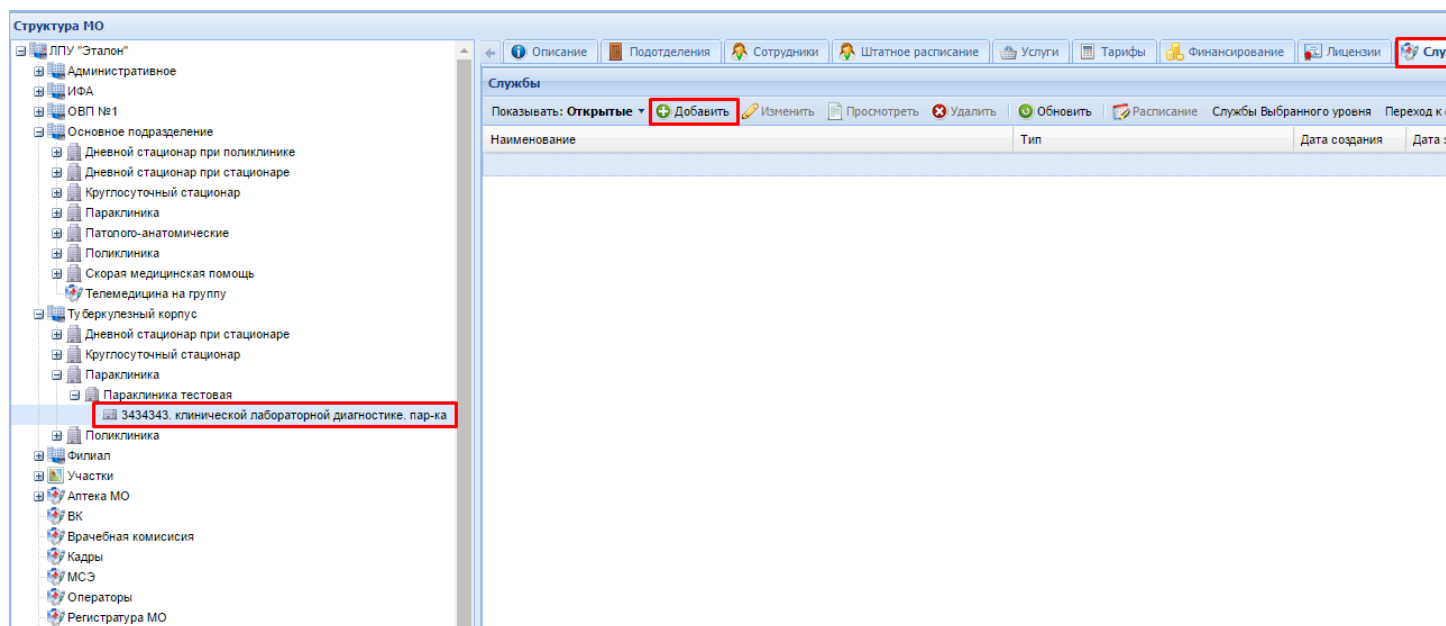 Структура МО
ЛПУ "Эталон"
Административное
ИФА
ОВП №1
Основное подразделение
Дневной стационар при поликлинике
Дневной стационар при стационаре
Круглосуточный стационар
Параклиника
Патолого-анатомические
Поликлиника
Скорая медицинская помощь
Телемедицина на группу
Туберкулезный корпус
Дневной стационар при стационаре
Круглосуточный стационар
Параклиника
Параклиника тестовая
3434343. клинической лабораторной диагностике. пар-ка
Поликлиника
Филиал
Участки
Аптека МО
ВК
Врачебная комисисия
Кадры
МСЭ
Операторы
Регистратура МО
Описание Подотделения Сотрудники Штатное расписание Услуги Тарифы Финансирование Лицензии Слу
Службы
Показывать: Открытые Добавить Изменить Просмотреть Удалить Обновить Расписание Службы Выбранного уровня Переход к
Наименование Тип Дата создания Дата